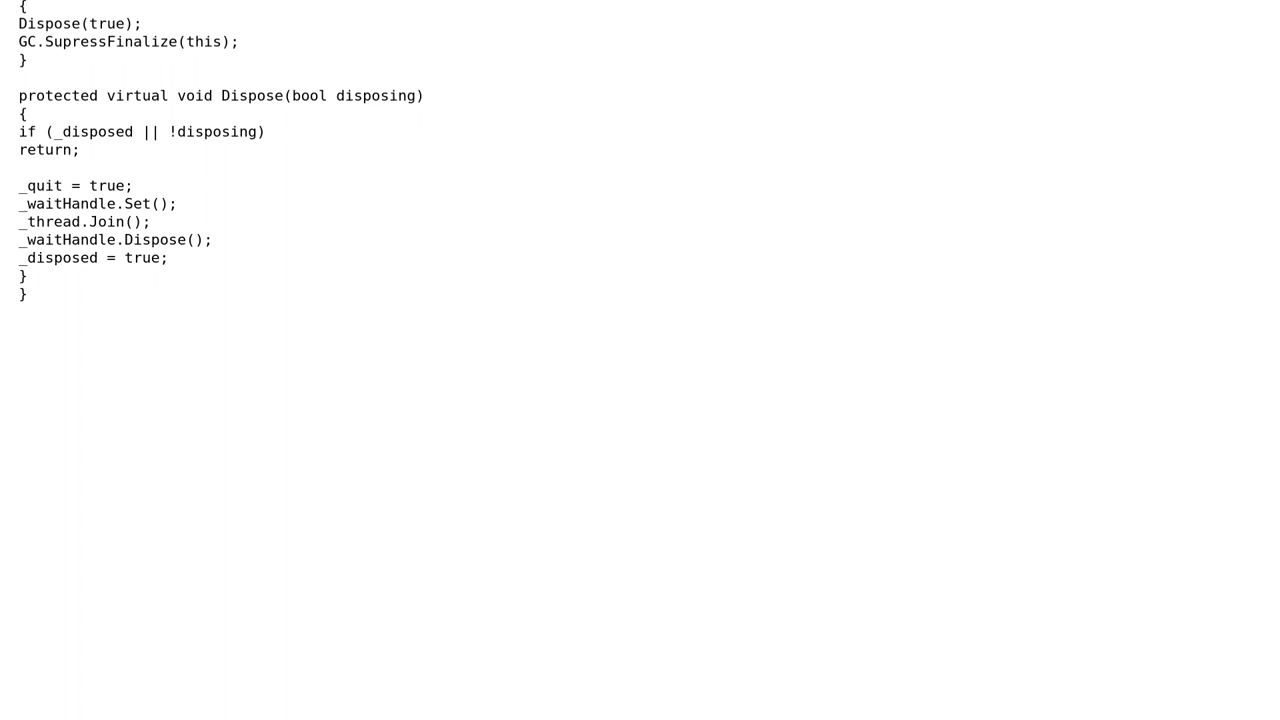 {
Dispose(true);
GC.SupressFinalize(this);
}
protected virtual void Dispose(bool disposing)
{
if (_disposed || !disposing)
return;
_quit = true;
_waitHandle.Set();
_thread.Join();
_waitHandle.Dispose();
_disposed = true;
}
}